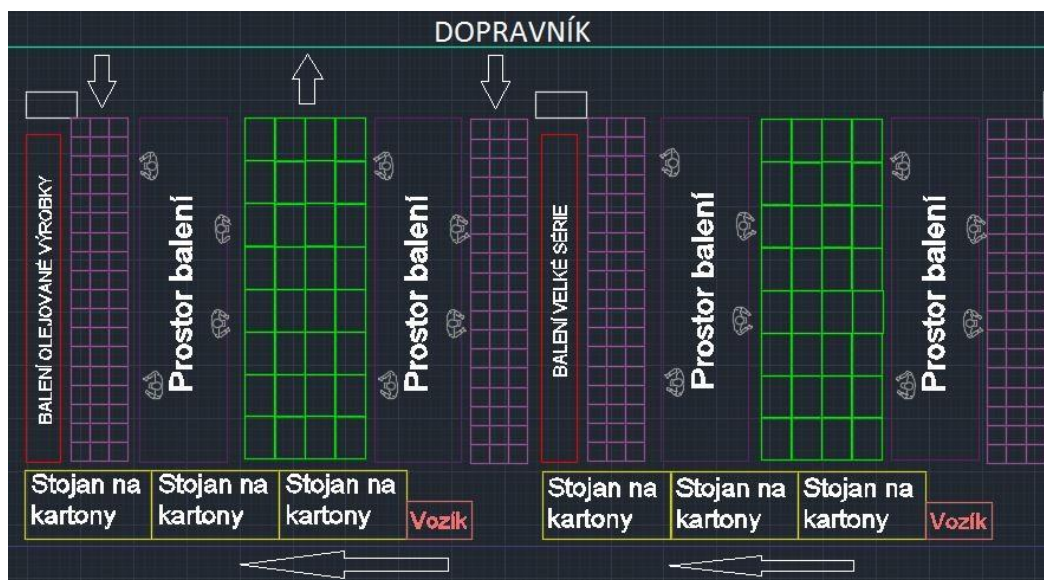 DOPRAVNÍK
BALENÍ OLEJOVANÉ VÝROBKY
Prostor balení
Prostor balení
BALENÍ VELKÉ SÉRIE
Prostor balení
Prostor balení
Stojan na
kartony
Stojan na
kartony
Stojan na
kartony
Vozík
Stojan na
kartony
Stojan na
kartony
Stojan na
kartony
Vozík